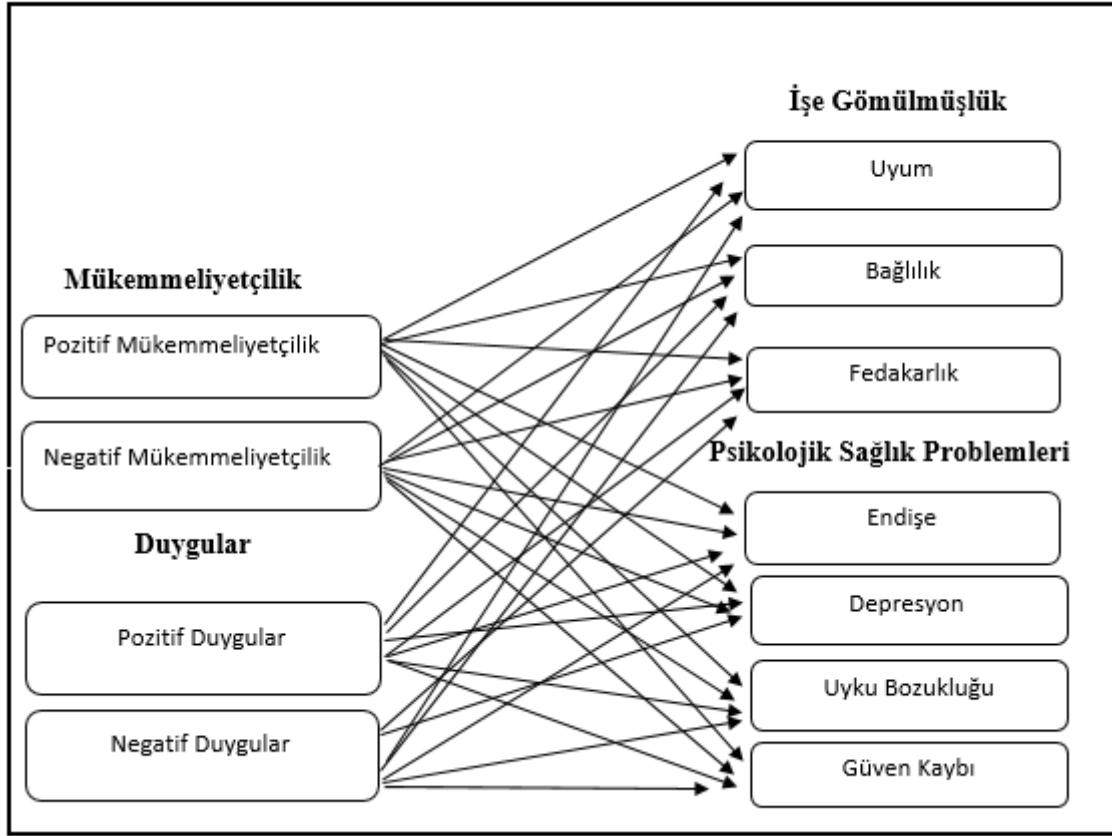 Mükemmeliyetçilik
Pozitif Mükemmeliyetçilik
Negatif Mükemmeliyetçilik
Duygular
Pozitif Duygular
Negatif Duygular
İşe Gömülmüşlük
Uyum
Bağlılık
Fedakarlık
Psikolojik Sağlık Problemleri
Endişe
Depresyon
Uyku Bozukluğu
Güven Kaybı